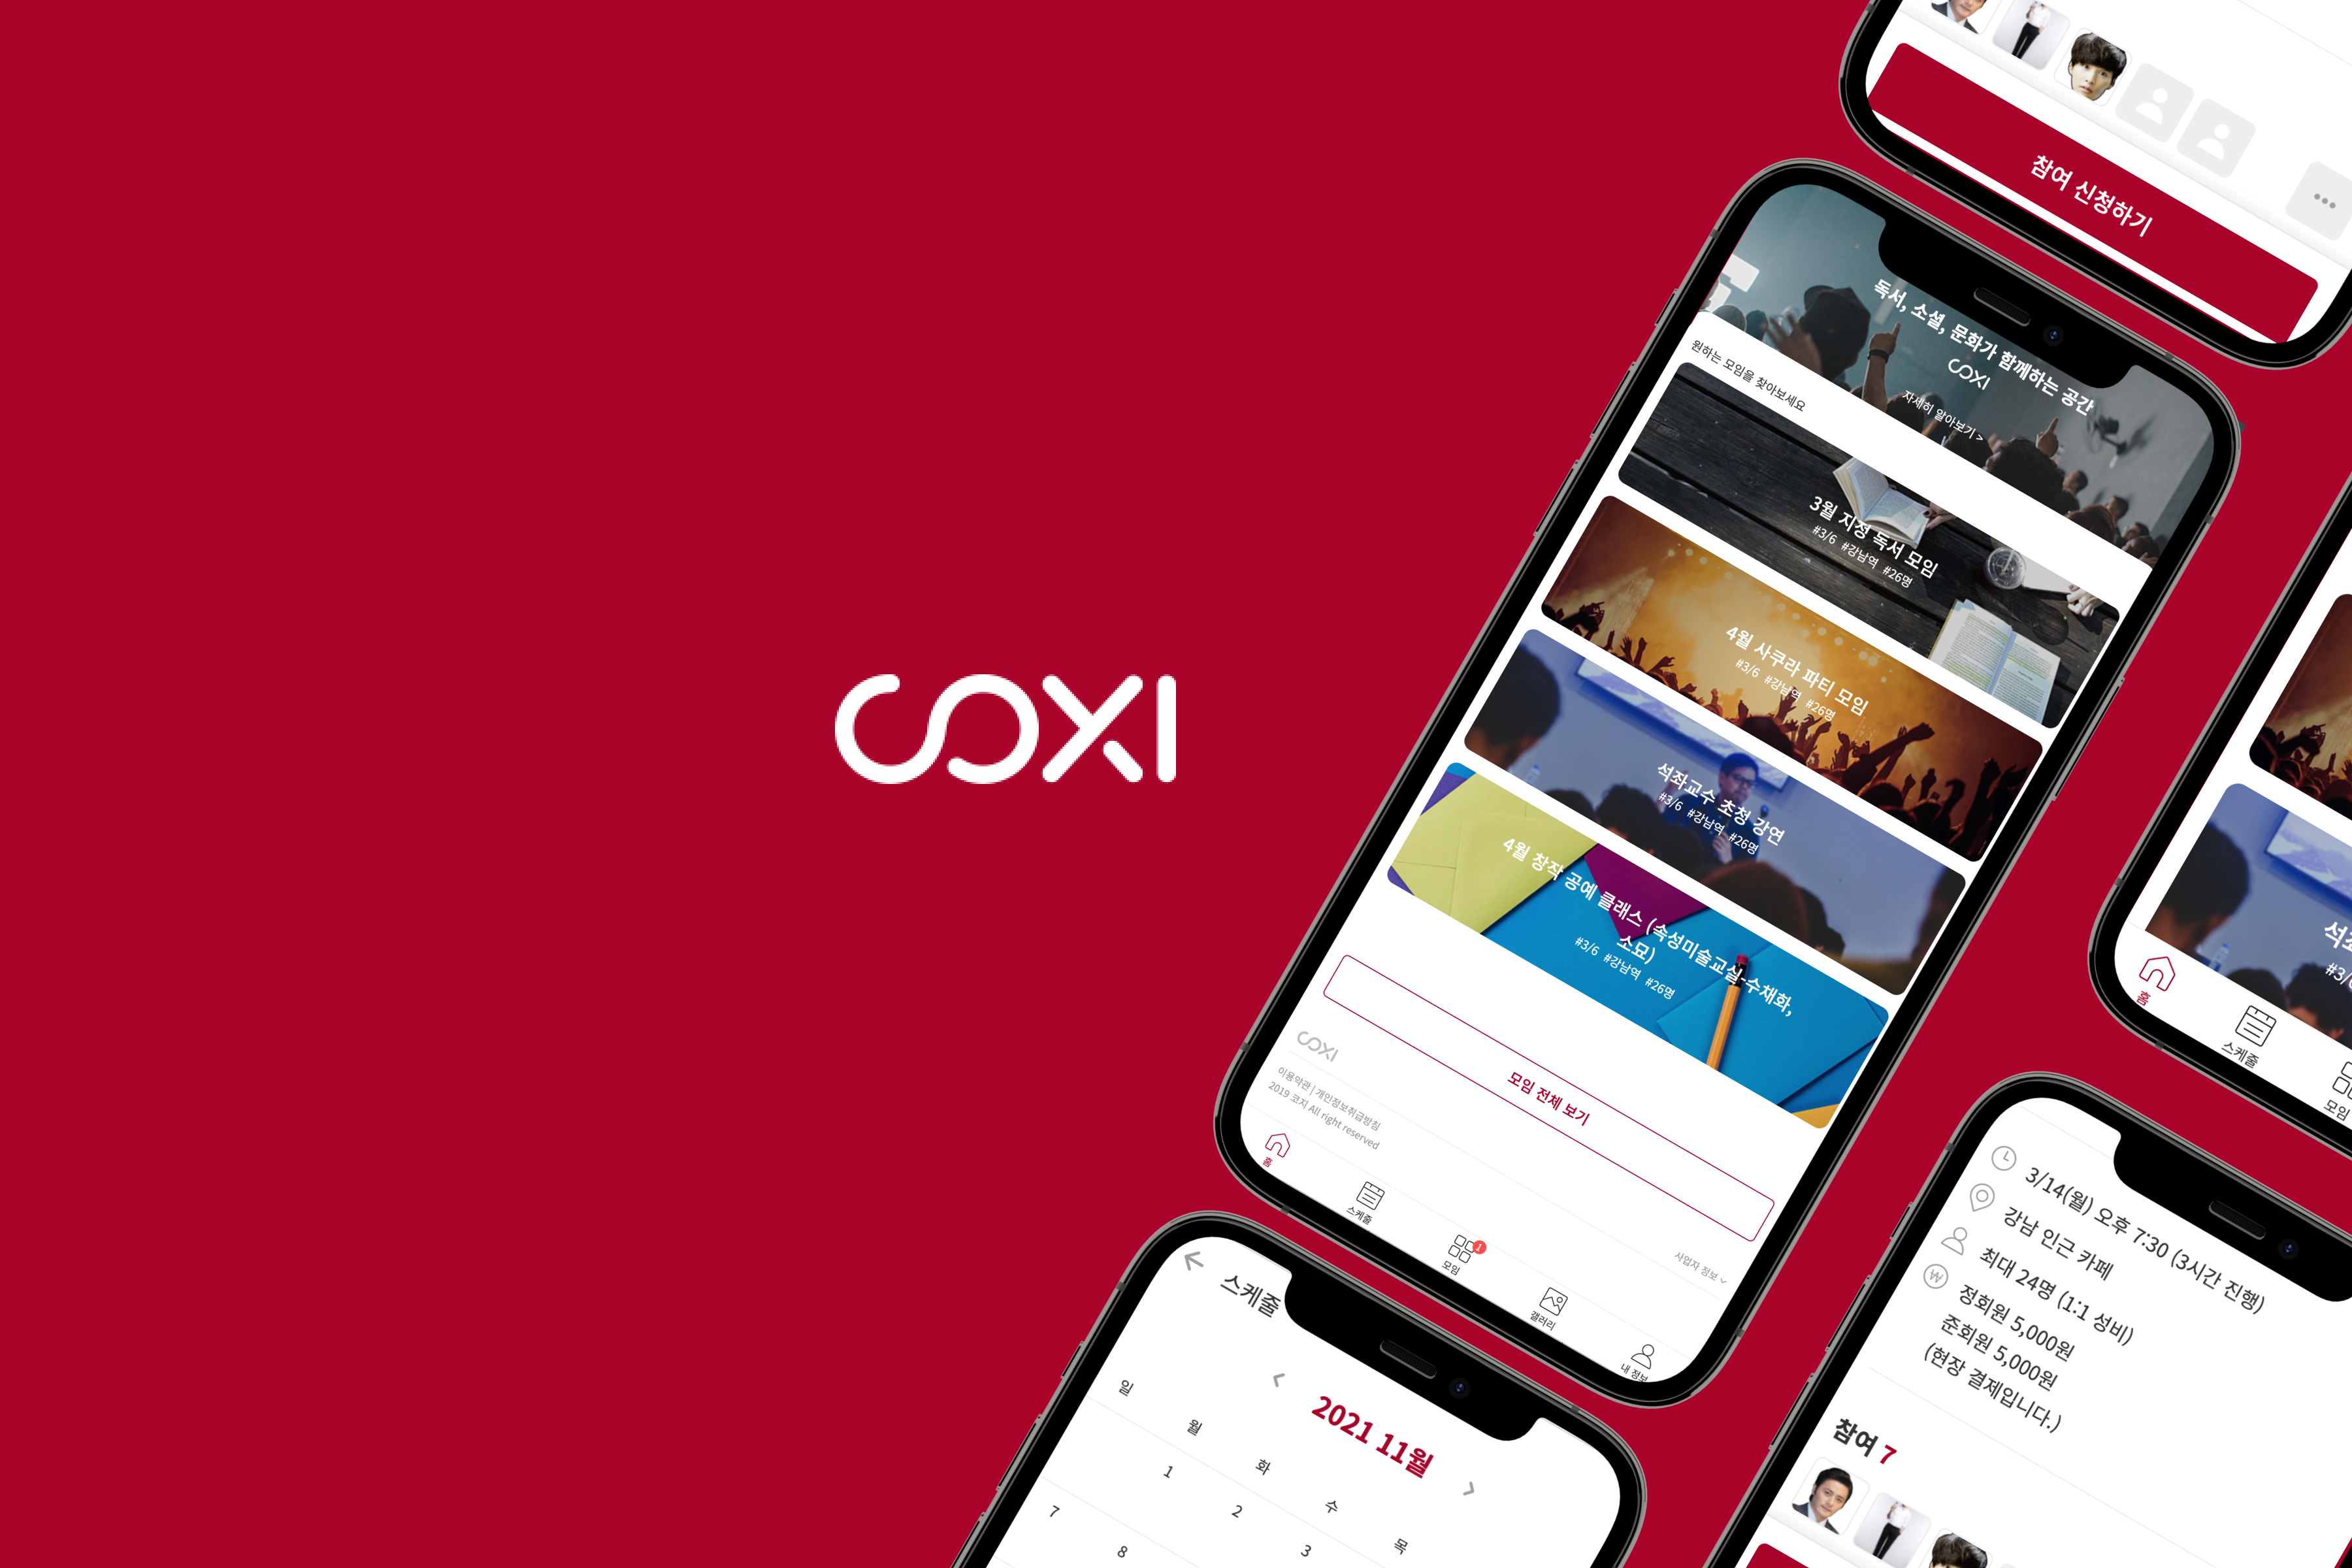 COXI
참여 신청하기
독서, 소셜, 문화가 함께하는 공간
COXI
자세히 알아보기 >
원하는 모임을 찾아보세요
3월 지정 독서 모임
#3/6 #강남역 #26명
4월 사쿠라 파티 모임
#3/6 #강남역 #26명
석좌교수 초청 강연
#3/6 #강남역 #26명
4월 창작 공예 클래스 (속성미술교실-수채화,
소묘)
#3/6 #강남역 #26명
모임 전체 보기
COXI
이용약관 | 개인정보취급방침
2019 코지 All right reserved
사업자 정보
홈
스케줄
모임
1
갤러리
내 정보
홈
스케줄
모임
스케줄
< 2021 11월 >
일 월 화 수 목
1 2 3
7 8
3/14(월) 오후 7:30 (3시간 진행)
강남 인근 카페
최대 24명 (1:1 성비)
₩ 정회원 5,000원
준회원 5,000원
(현장 결제입니다.)
참여 7